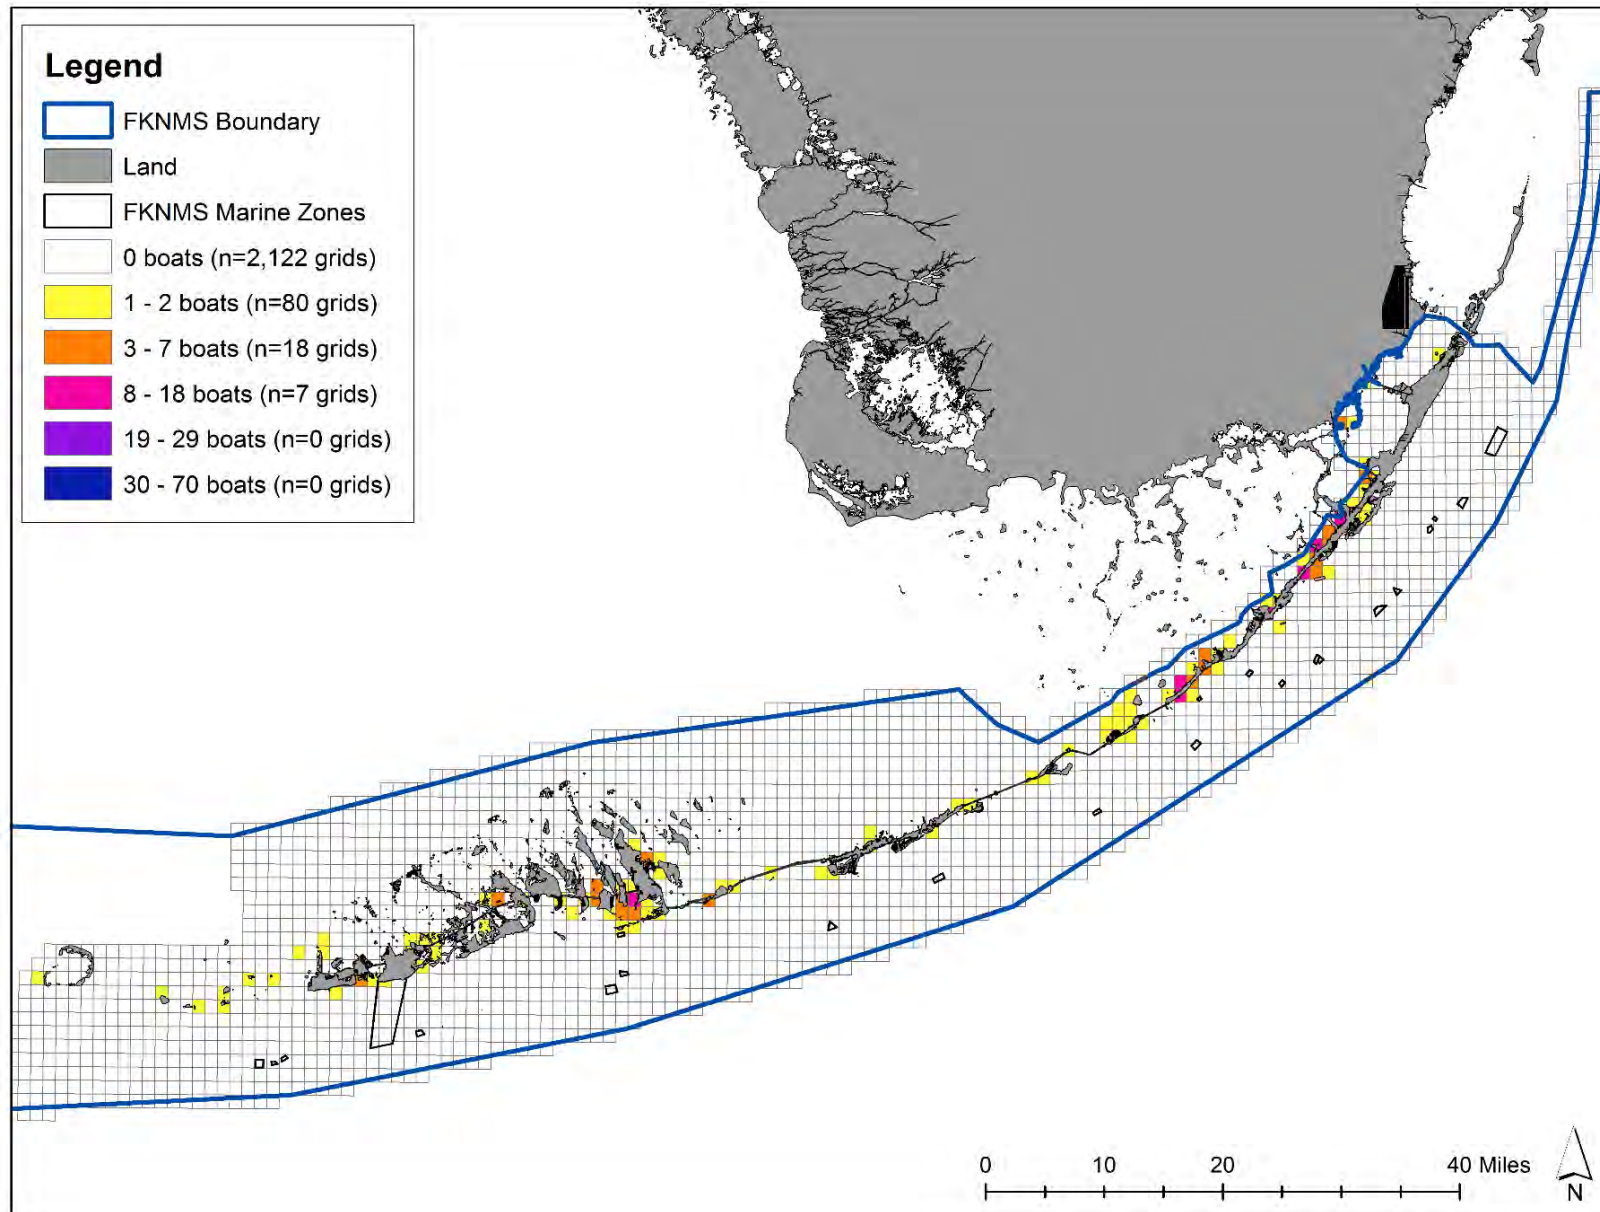 Legend
FKNMS Boundary
Land
FKNMS Marine Zones
0 boats (n=2,122 grids)
1 - 2 boats (n=80 grids)
3 - 7 boats (n=18 grids)
8 - 18 boats (n=7 grids)
19 - 29 boats (n=0 grids)
30 - 70 boats (n=0 grids)
0 10 20 40 Miles
N